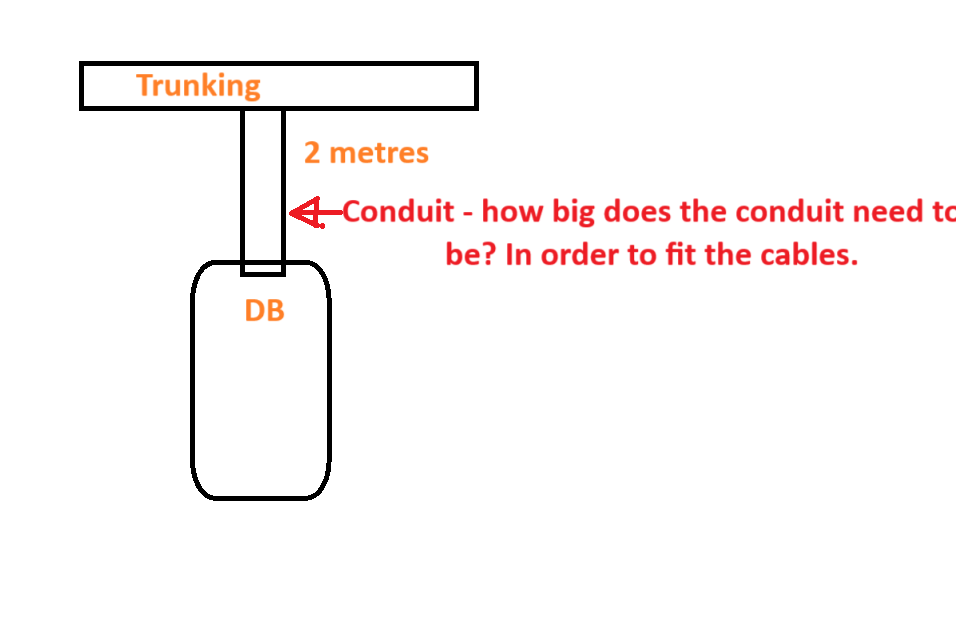 Trunking
2 metres
Conduit - how big does the conduit need to
be? In order to fit the cables.
DB